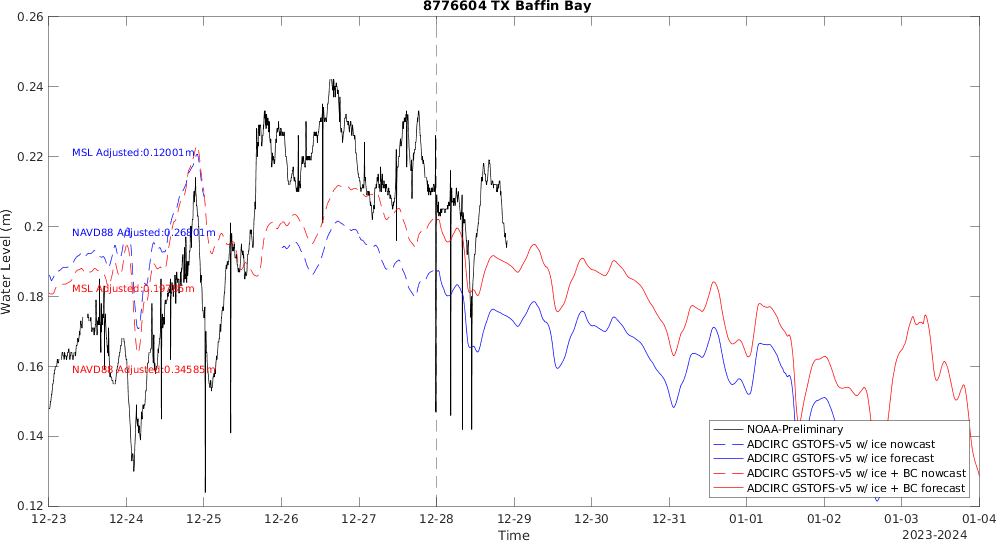 8776604 TX Baffin Bay
0.26
0.24
0.22
0.2
0.18
0.16
0.14
0.12
Water Level (m)
MSL Adjusted:0.12001m
NAVD88 Adjusted:0.26801m
MSL
NAVD88 Adjusted:0.34585m
NOAA-Preliminary
ADCIRC GSTOFS-v5 w/ ice nowcast
ADCIRC GSTOFS-v5 w/ ice forecast
ADCIRC GSTOFS-v5 w/ ice + BC nowcast
ADCIRC GSTOFS-v5 w/ ice + BC forecast
12-23
12-24
12-25
12-26
12-27
12-28
12-29
12-30
12-31
01-01
01-02
01-03
01-04
Time
2023-2024